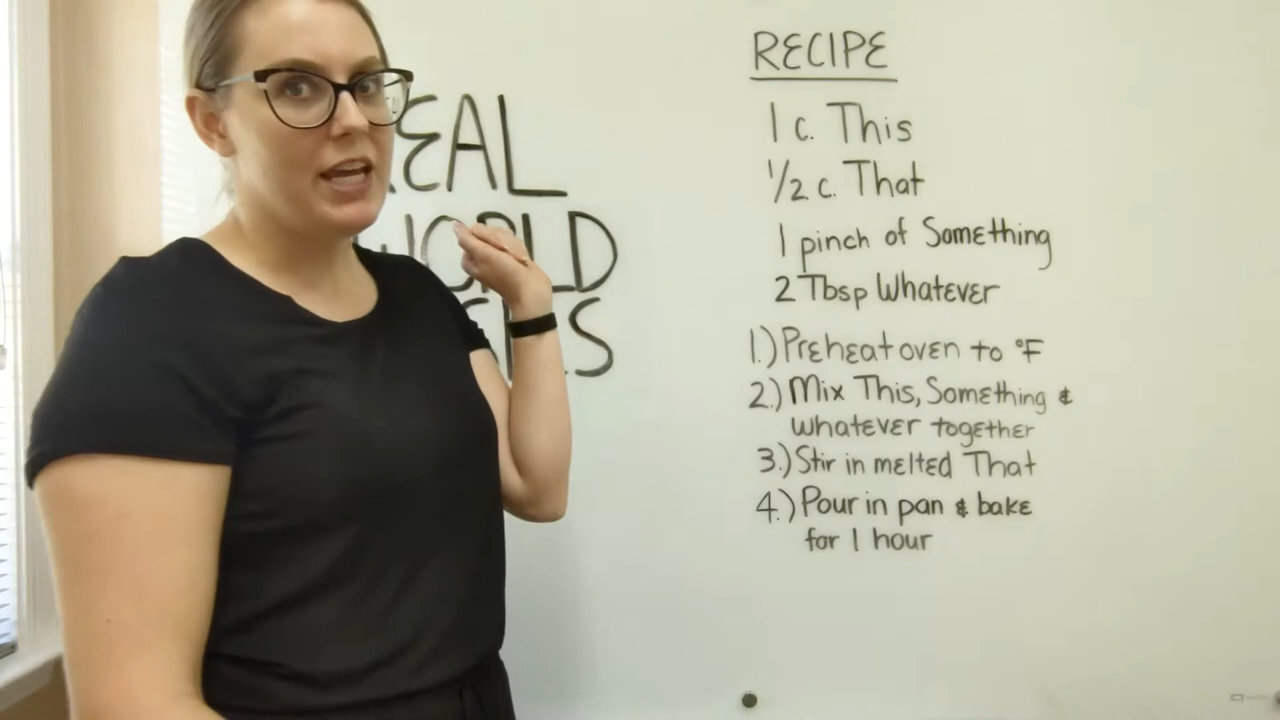 EAL
WORLD
RECIPE
1 c. This
1/2 c. That
1 pinch of Something
2 Tbsp Whatever
1.) Preheat oven to °F
2.) Mix This, Something &
whatever together
3.) Stir in melted That
4.) Pour in pan & bake
for 1 hour